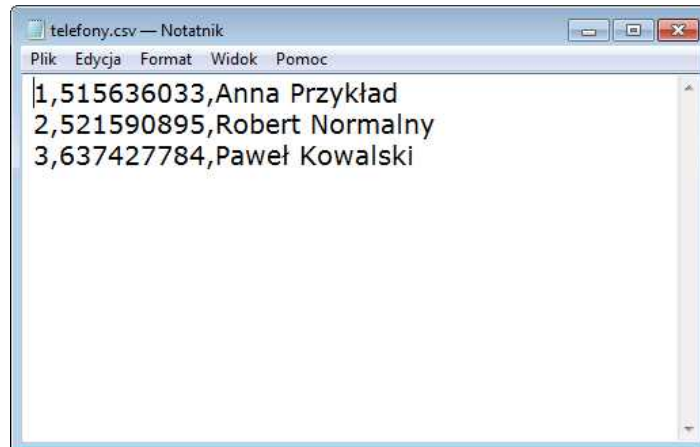 telefony.csv — Notatnik
Plik Edycja Format Widok Pomoc
1,515636033,Anna Przykład
2,521590895,Robert Normalny
3,637427784,Paweł Kowalski